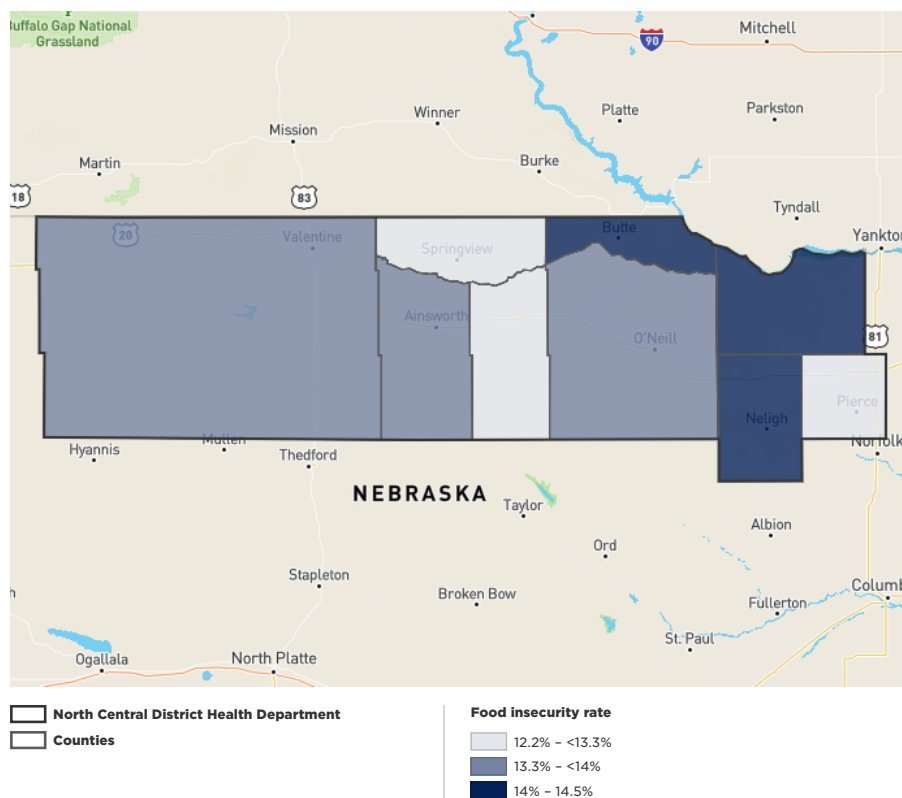 Buffalo Gap National
Grassland
90
Mitchell
Platte
Parkston
Winner
Mission
Burke
Martin
18
83
Tyndall
20
Valentine
Butte
Yankto
Springview
Ainsworth
O'Neill
81
Pierce
Neligh
Mullen
Hyannis
Thedford
Norfolk
NEBRASKA
Taylor
Albion
Ord
Stapleton
h
Broken Bow
Columb
Fullerton
St. Paul
Ogallala
North Platte
North Central District Health Department
Counties
Food insecurity rate
12.2% – <13.3%
13.3% – <14%
14% – 14.5%